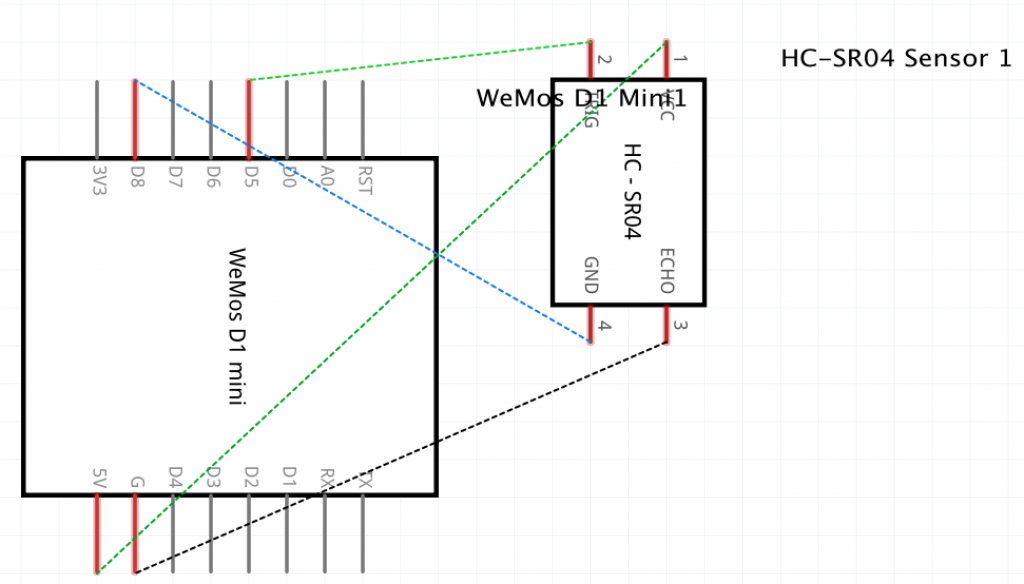 HC-SR04 Sensor 1
WeMos D1 Mini1
2
1
TRIG
VCC
HC - SR04
GND
ECHO
4
3
3V3
D8
D7
D6
D5
D0
A0
RST
WeMos D1 mini
5V
G
D4
D3
D2
D1
RX
TX